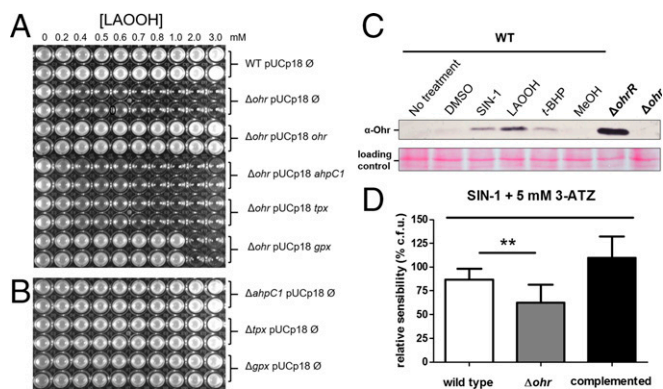 A
[LAOOH]
0 0.2 0.4 0.5 0.6 0.7 0.8 1.0 2.0 3.0 mM
WT pUCp18 Ø
Δohr pUCp18 Ø
Δohr pUCp18 ohr
Δohr pUCp18 ahpC1
Δohr pUCp18 tpx
Δohr pUCp18 gpx
B
ΔahpC1 pUCp18 Ø
Δtpx pUCp18 Ø
Δgpx pUCp18 Ø
C
WT
No treatment
DMSO
SIN-1
LAOOH
t-BHP
MeOH
ΔohrR
Δohr
α-Ohr
loading
control
D
SIN-1 + 5 mM 3-ATZ
relative sensibility (% c.f.u.)
150
125
100
75
50
25
0
**
wild type
Δohr
complemented